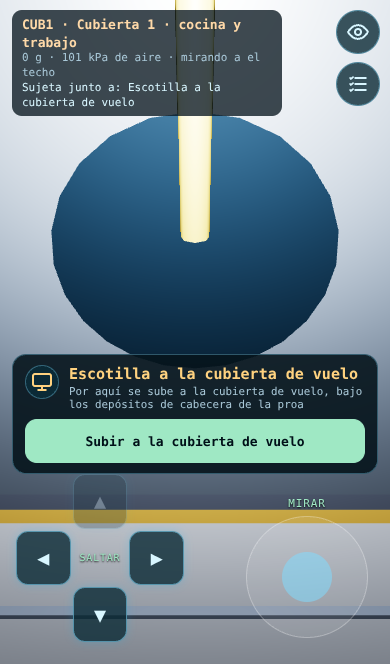 CUB1 · Cubierta 1 · cocina y
trabajo
0 g · 101 kPa de aire · mirando a el
techo
Sujeta junto a: Escotilla a la
cubierta de vuelo
Escotilla a la cubierta de vuelo
Por aquí se sube a la cubierta de vuelo, bajo
los depósitos de cabecera de la proa
Subir a la cubierta de vuelo
MIRAR
SALTAR